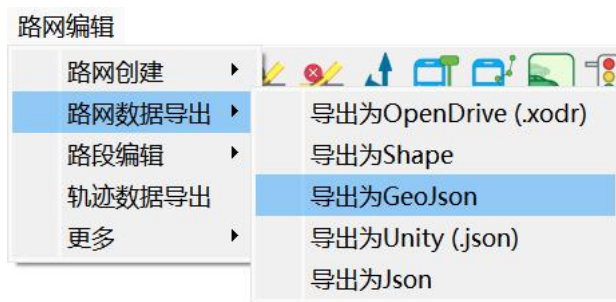 路网编辑
路网创建
路网数据导出
路段编辑
轨迹数据导出
更多
导出为OpenDrive (.xodr)
导出为Shape
导出为GeoJson
导出为Unity (.json)
导出为Json